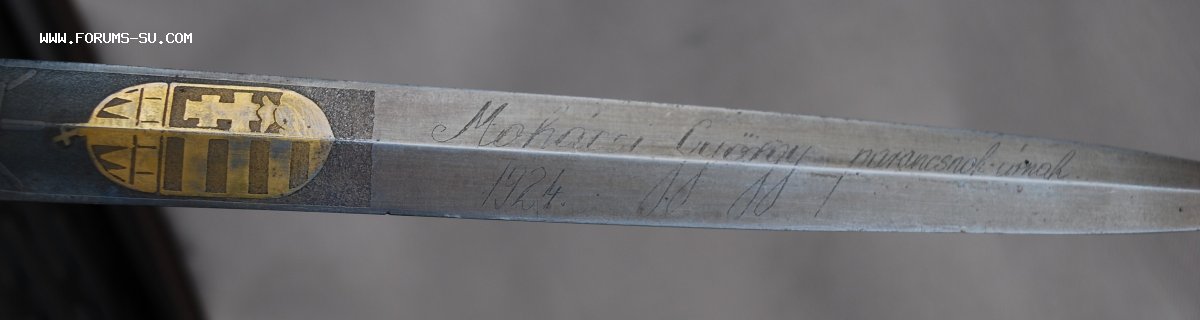 WWW.FORUMS-SU.COM
Mohácsi György parancsnok úrnak
1924.